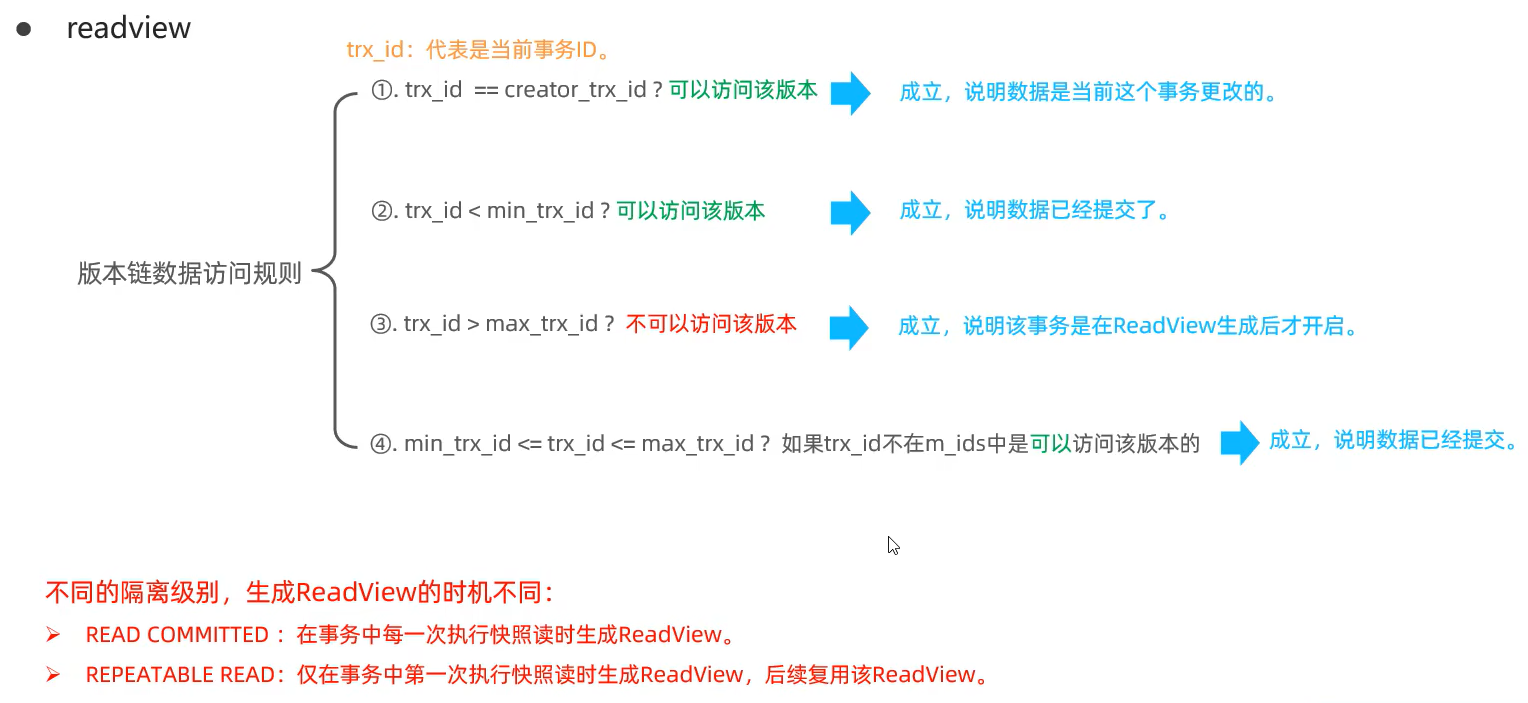 ● readview
trx_id：代表是当前事务ID。
①. trx_id == creator_trx_id ? 可以访问该版本
成立，说明数据是当前这个事务更改的。
②. trx_id < min_trx_id ? 可以访问该版本
成立，说明数据已经提交了。
版本链数据访问规则
③. trx_id > max_trx_id ? 不可以访问该版本
成立，说明该事务是在ReadView生成后才开启。
④. min_trx_id <= trx_id <= max_trx_id ? 如果trx_id不在m_ids中是可以访问该版本的
成立，说明数据已经提交。
不同的隔离级别，生成ReadView的时机不同：
➢ READ COMMITTED ：在事务中每一次执行快照读时生成ReadView。
➢ REPEATABLE READ：仅在事务中第一次执行快照读时生成ReadView，后续复用该ReadView。